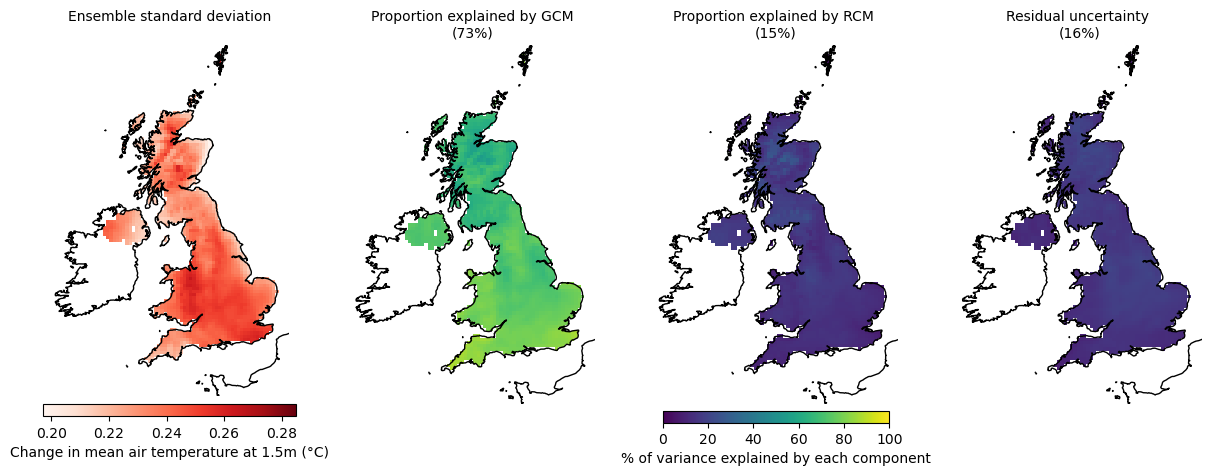 Ensemble standard deviation
Proportion explained by GCM
(73%)
Proportion explained by RCM
(15%)
Residual uncertainty
(16%)
0.20 0.22 0.24 0.26 0.28
Change in mean air temperature at 1.5m (°C)
0 20 40 60 80 100
% of variance explained by each component